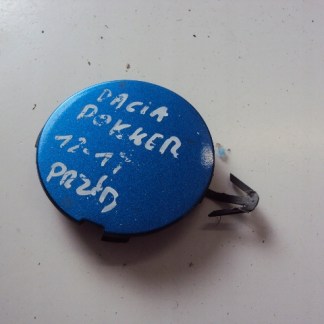 DACIA
DOKKER
12-17
PRZÓD